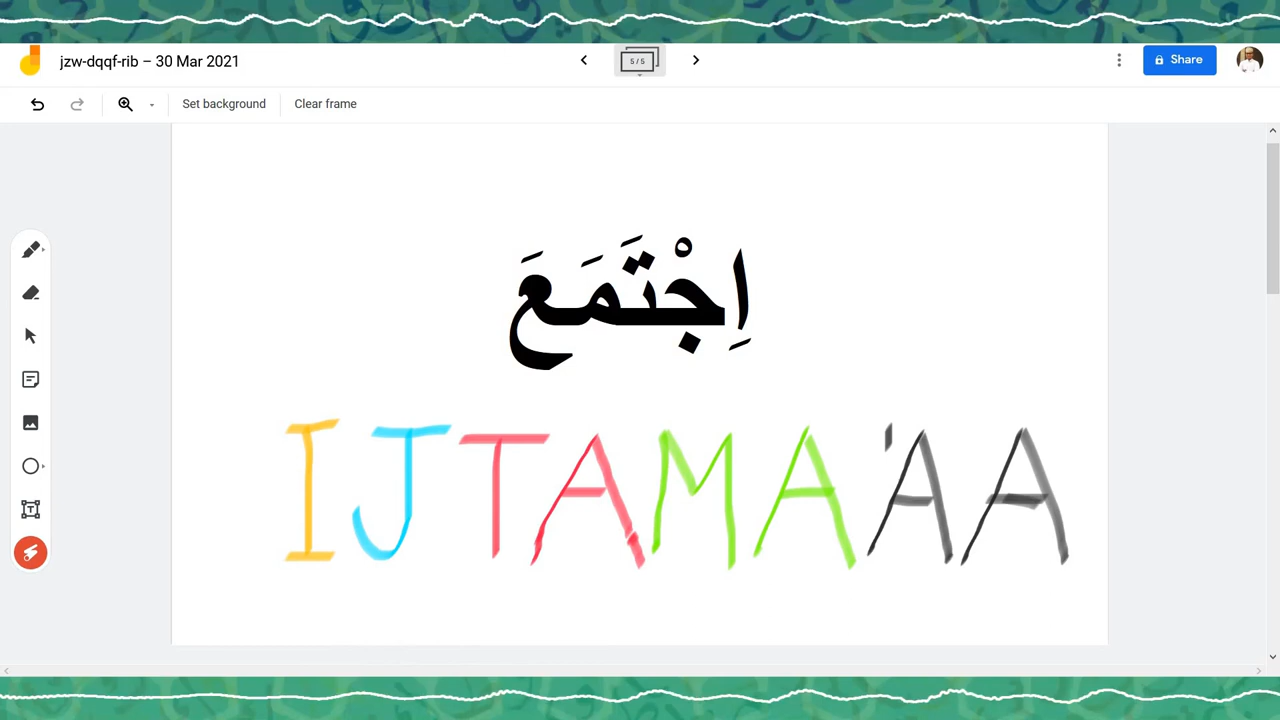 jzw-dqqf-rib – 30 Mar 2021
5 / 5
Share
Set background
Clear frame
اِجْتَمَعَ
IJTAMA'AA